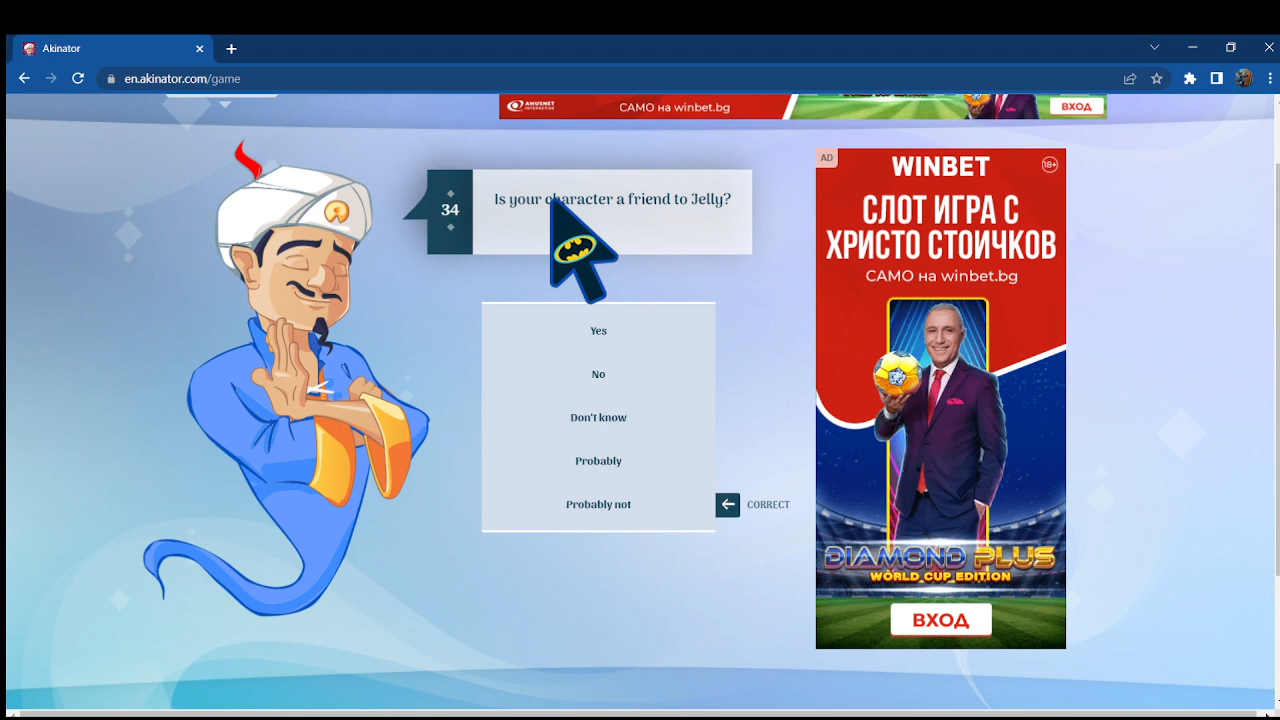 Akinator
en.akinator.com/game
AMUSNET
INTERACTIVE
САМО на winbet.bg
ВХОД
34
Is your character a friend to Jelly?
Yes
No
Don't know
Probably
Probably not
CORRECT
AD
WINBET
18+
СЛОТ ИГРА С
ХРИСТО СТОИЧКОВ
САМО на winbet.bg
DIAMOND PLUS
WORLD CUP EDITION
ВХОД